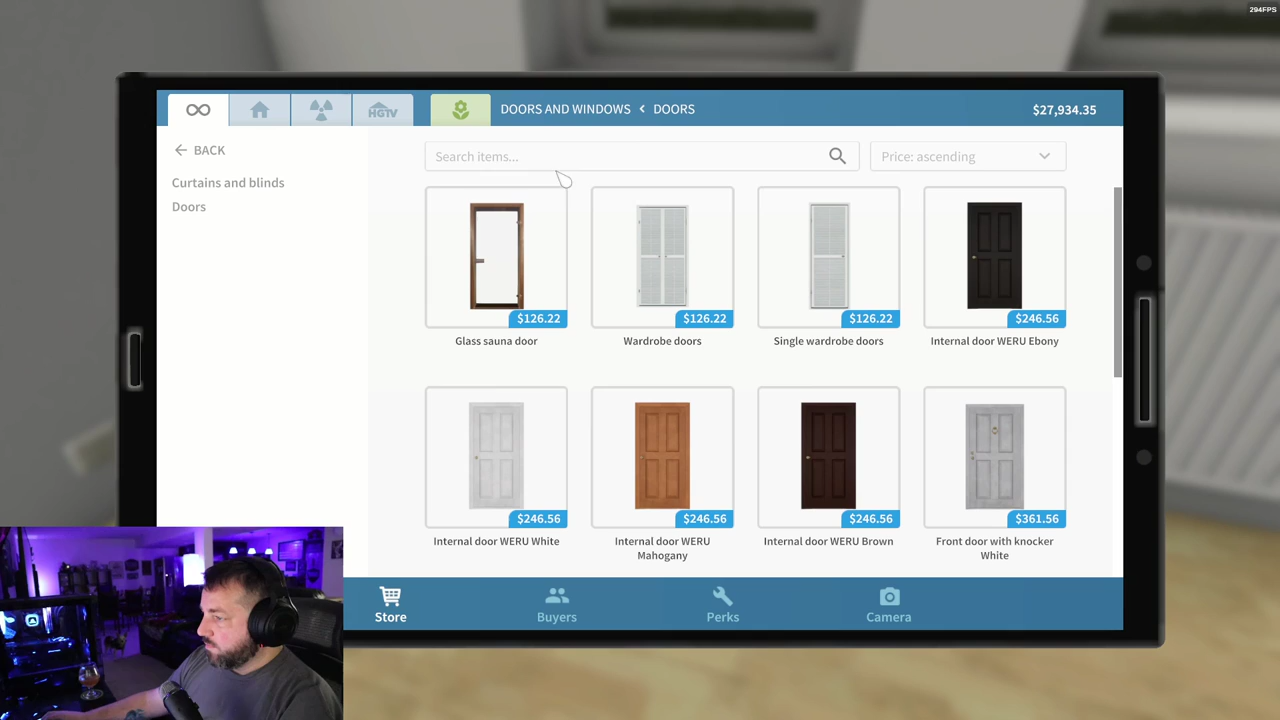 294FPS
HGTV
DOORS AND WINDOWS < DOORS
$27,934.35
BACK
Curtains and blinds
Doors
Search items...
Price: ascending
$126.22
$126.22
$126.22
$246.56
Glass sauna door
Wardrobe doors
Single wardrobe doors
Internal door WERU Ebony
$246.56
$246.56
$246.56
$361.56
Internal door WERU White
Internal door WERU
Mahogany
Internal door WERU Brown
Front door with knocker
White
Store
Buyers
Perks
Camera